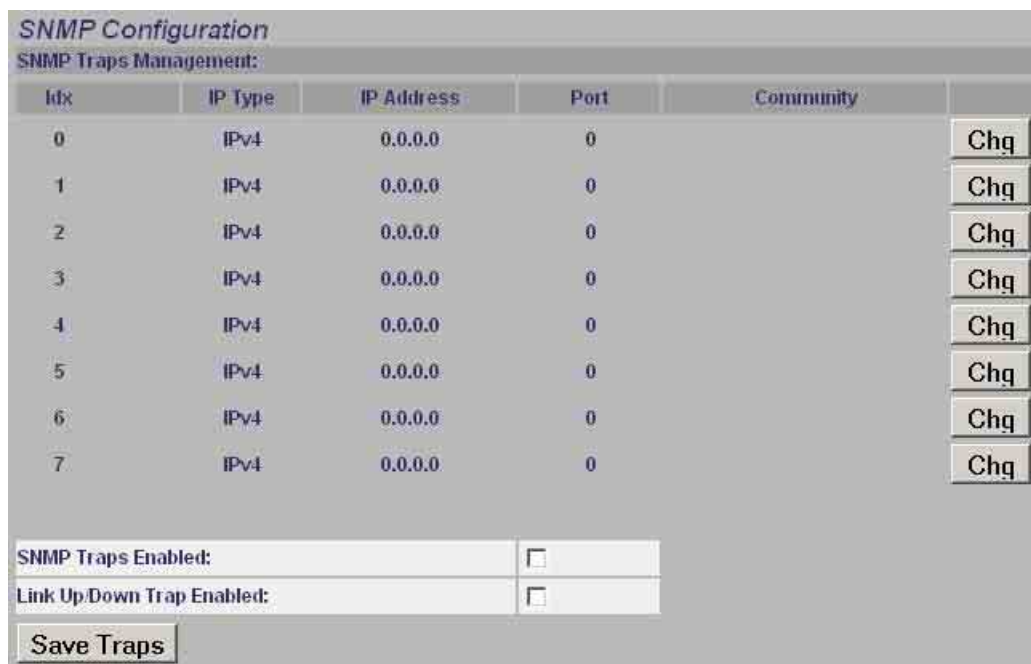 SNMP Configuration
SNMP Traps Management:
Idx IP Type IP Address Port Community
0 IPv4 0.0.0.0 0 Chg
1 IPv4 0.0.0.0 0 Chg
2 IPv4 0.0.0.0 0 Chg
3 IPv4 0.0.0.0 0 Chg
4 IPv4 0.0.0.0 0 Chg
5 IPv4 0.0.0.0 0 Chg
6 IPv4 0.0.0.0 0 Chg
7 IPv4 0.0.0.0 0 Chg
SNMP Traps Enabled:
Link Up/Down Trap Enabled:
Save Traps